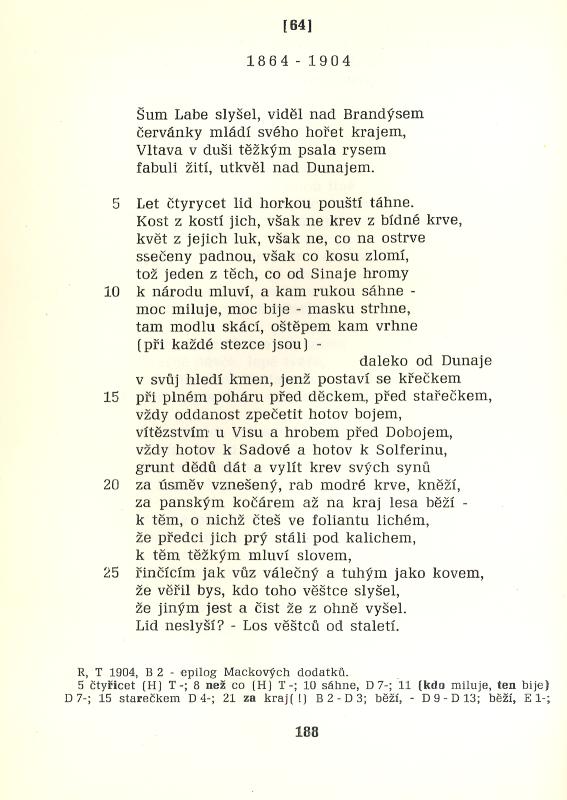 [64]
1864 - 1904
Šum Labe slyšel, viděl nad Brandýsem
červánky mládí svého hořet krajem,
Vltava v duši těžkým psala rysem
fabuli žití, utkvěl nad Dunajem.
5 Let čtyrycet lid horkou pouští táhne.
Kost z kostí jich, však ne krev z bídné krve,
květ z jejich luk, však ne, co na ostrve
ssečeny padnou, však co kosu zlomí,
tož jeden z těch, co od Sinaje hromy
10 k národu mluví, a kam rukou sáhne -
moc miluje, moc bije - masku strhne,
tam modlu skácí, oštěpem kam vrhne
(při každé stezce jsou) -
daleko od Dunaje
v svůj hledí kmen, jenž postaví se křečkem
15 při plném poháru před děckem, před stařečkem,
vždy oddanost zpečetit hotov bojem,
vítězstvím u Visu a hrobem před Dobojem,
vždy hotov k Sadové a hotov k Solferinu,
grunt dědů dát a vylít krev svých synů
20 za úsměv vznešený, rab modré krve, kněží,
za panským kočárem až na kraj lesa běží -
k těm, o nichž čteš ve foliantu lichém,
že předci jich prý stáli pod kalichem,
k těm těžkým mluví slovem,
25 řinčícím jak vůz válečný a tuhým jako kovem,
že věřil bys, kdo toho věštce slyšel,
že jiným jest a čist že z ohně vyšel.
Lid neslyší? - Los věštců od staletí.
R, T 1904, B 2 - epilog Mackových dodatků.
5 čtyřicet (H) T -; 8 než co (H) T -; 10 sáhne, D 7-; 11 (kdo miluje, ten bije)
D 7-; 15 starečkem D 4-; 21 za kraj(!) B 2 - D 3; běží, - D 9 - D 13; běží, E 1-;
188